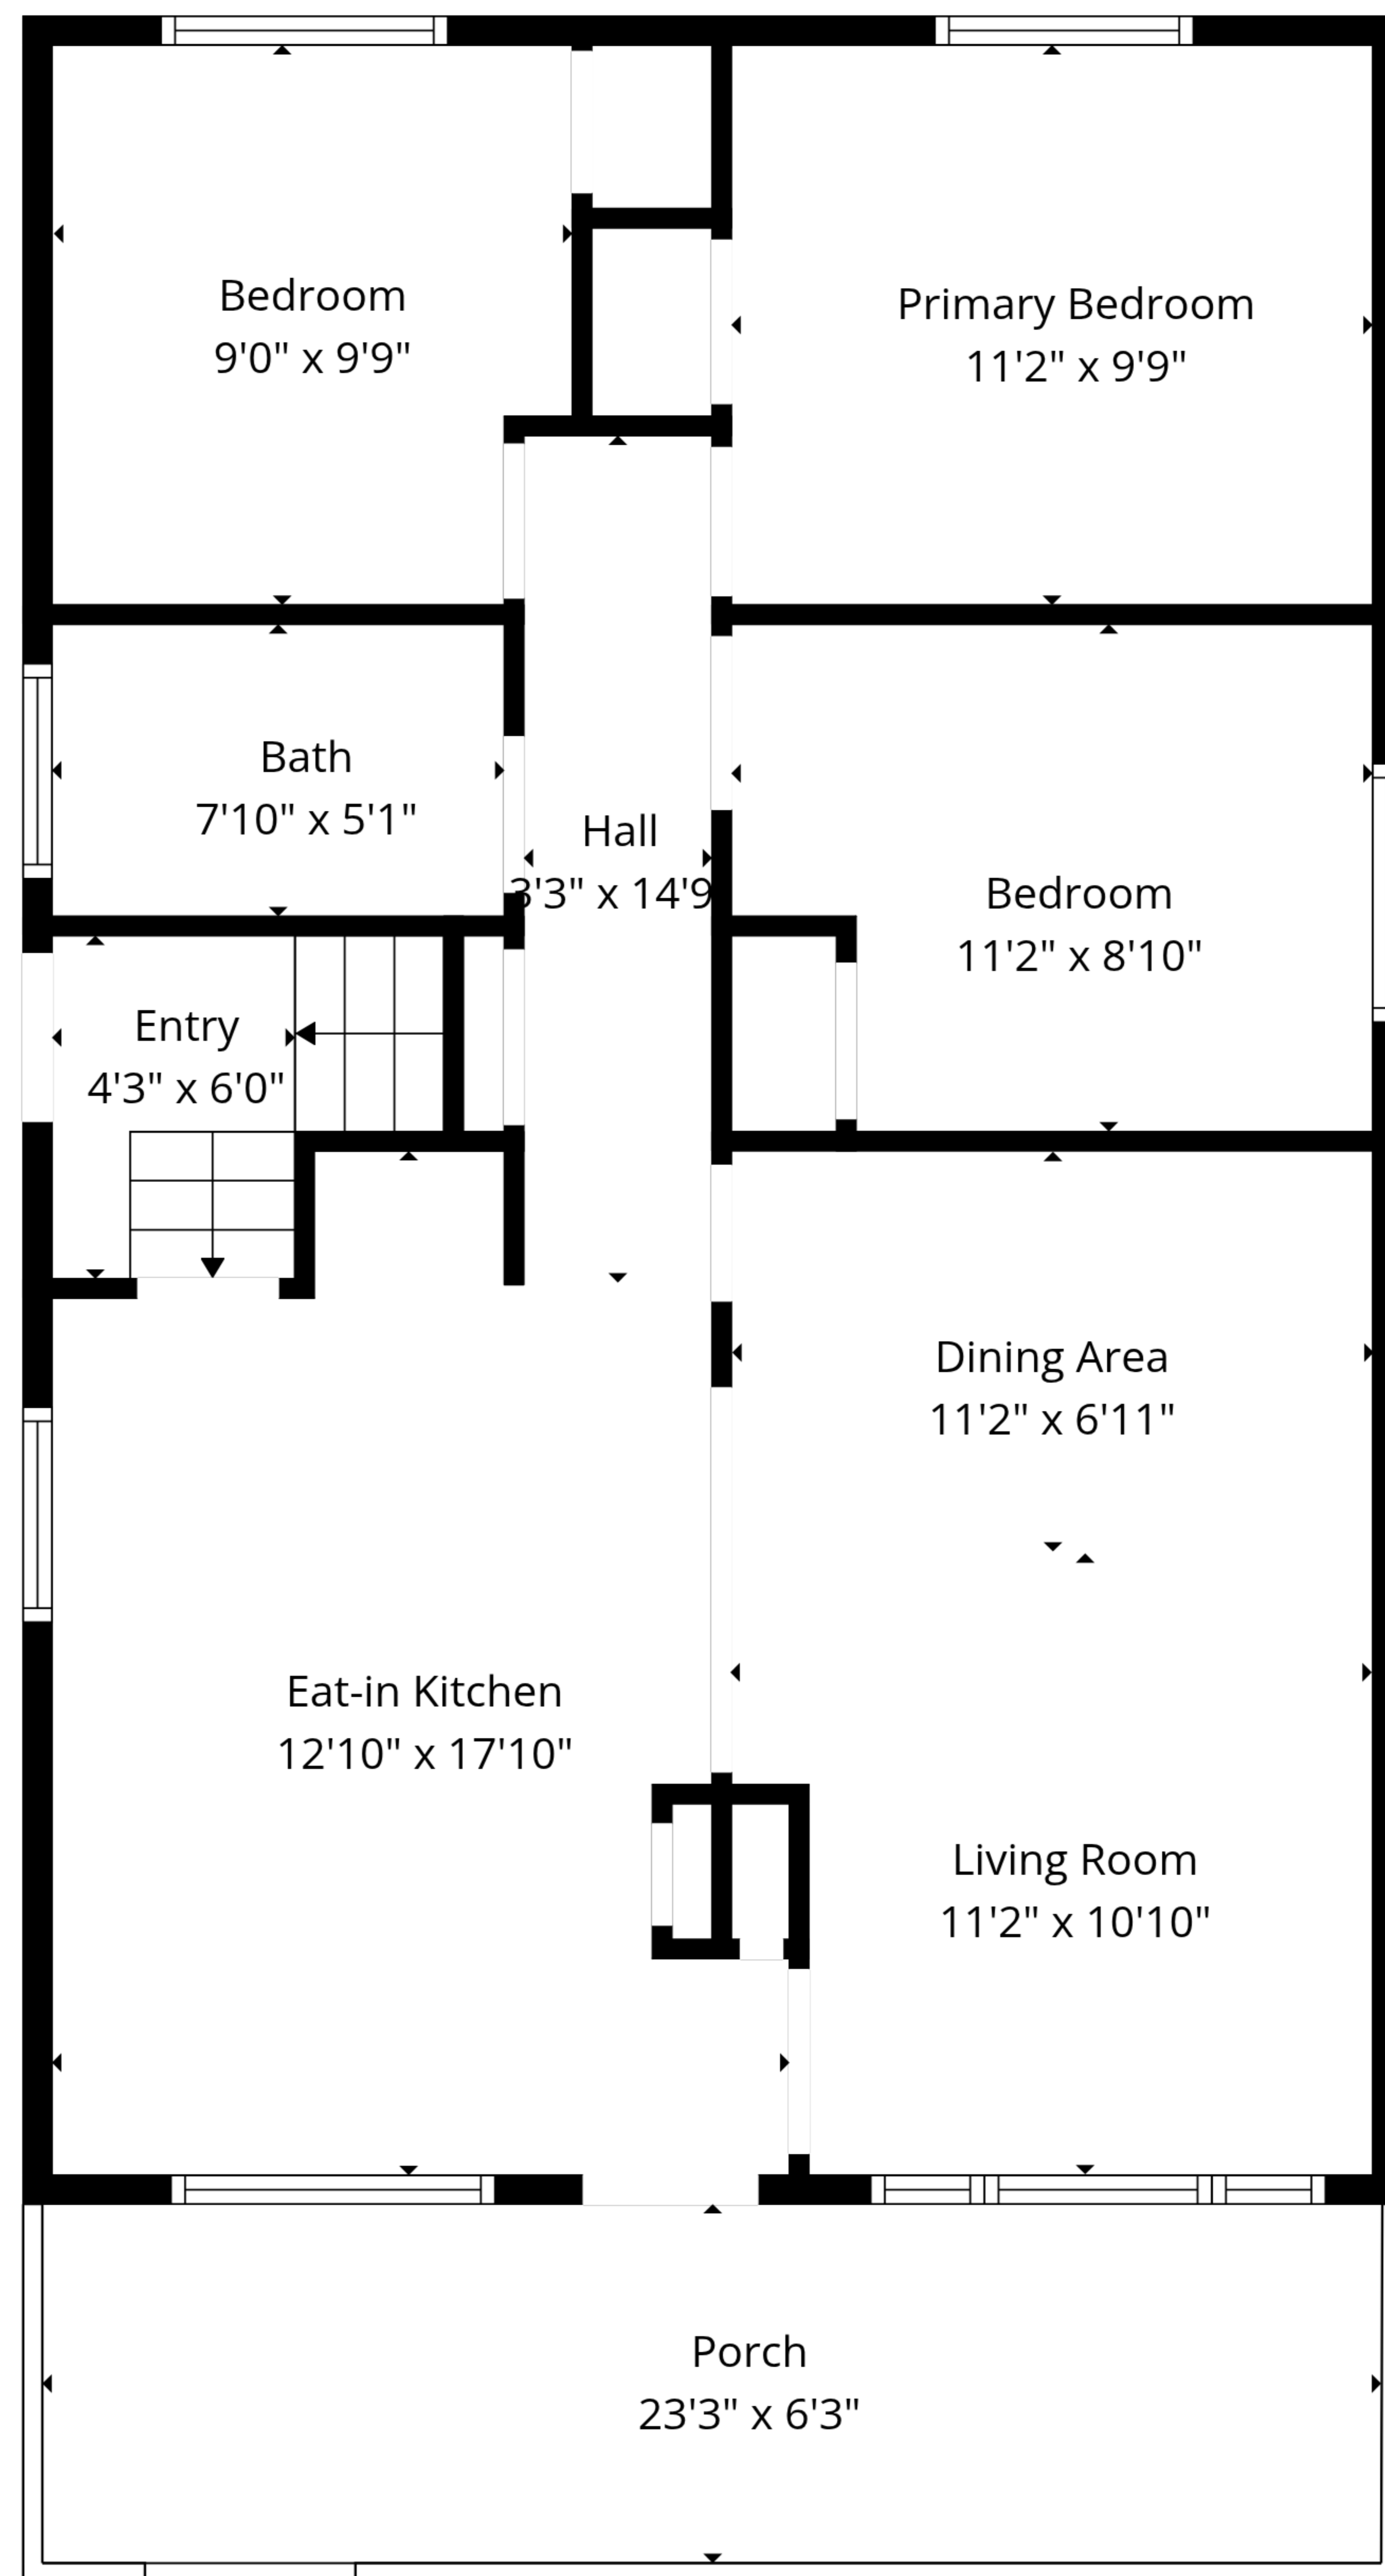 Bedroom
9'0" x 9'9"
Primary Bedroom
11'2" x 9'9"
Bath
7'10" x 5'1"
Hall
3'3" x 14'9
Bedroom
11'2" x 8'10"
Entry
4'3" x 6'0"
Dining Area
11'2" x 6'11"
Eat-in Kitchen
12'10" x 17'10"
Living Room
11'2" x 10'10"
Porch
23'3" x 6'3"